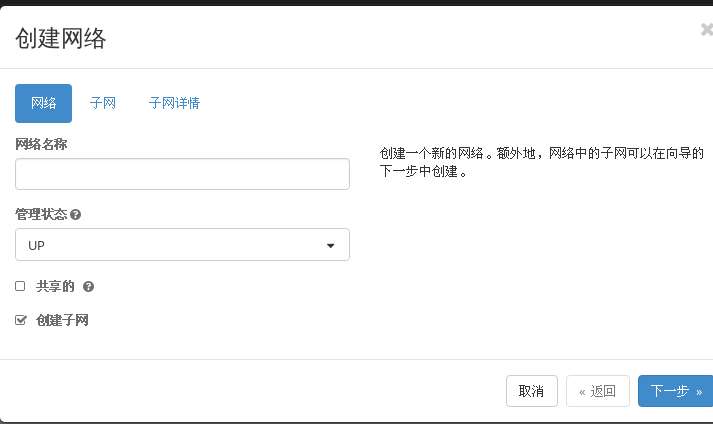 创建网络
网络
子网
子网详情
网络名称
创建一个新的网络。额外地，网络中的子网可以在向导的
下一步中创建。
管理状态
UP
共享的
创建子网
取消
« 返回
下一步 »